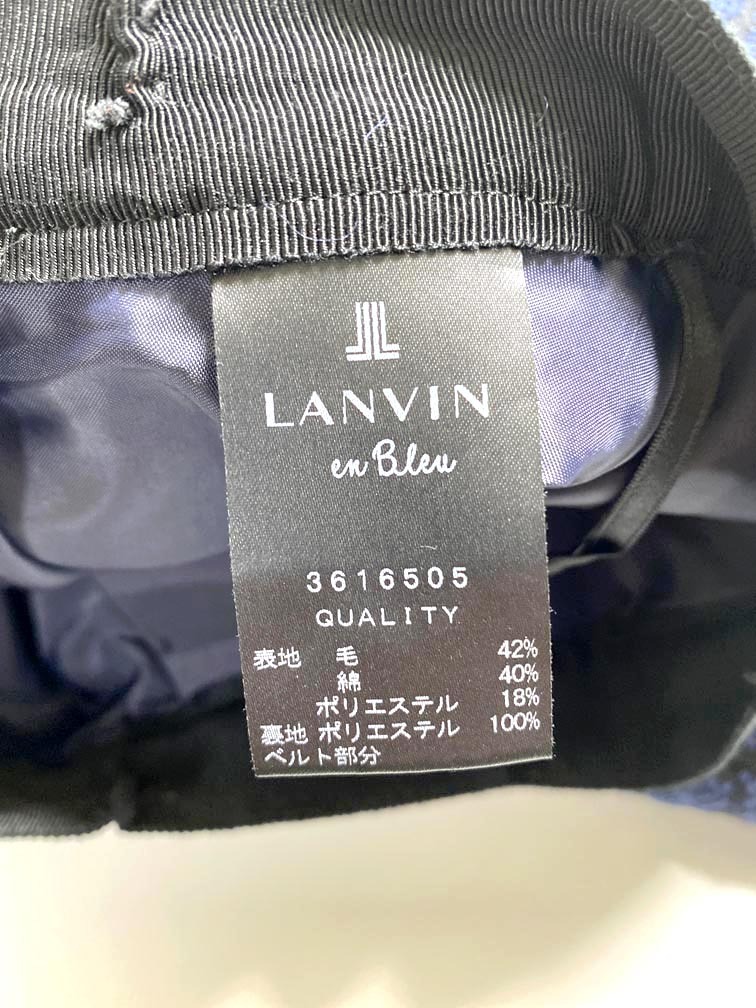 LANVIN
en Bleu
3616505
QUALITY
表地 毛 42%
綿 40%
ポリエステル 18%
裏地 ポリエステル 100%
ベルト部分